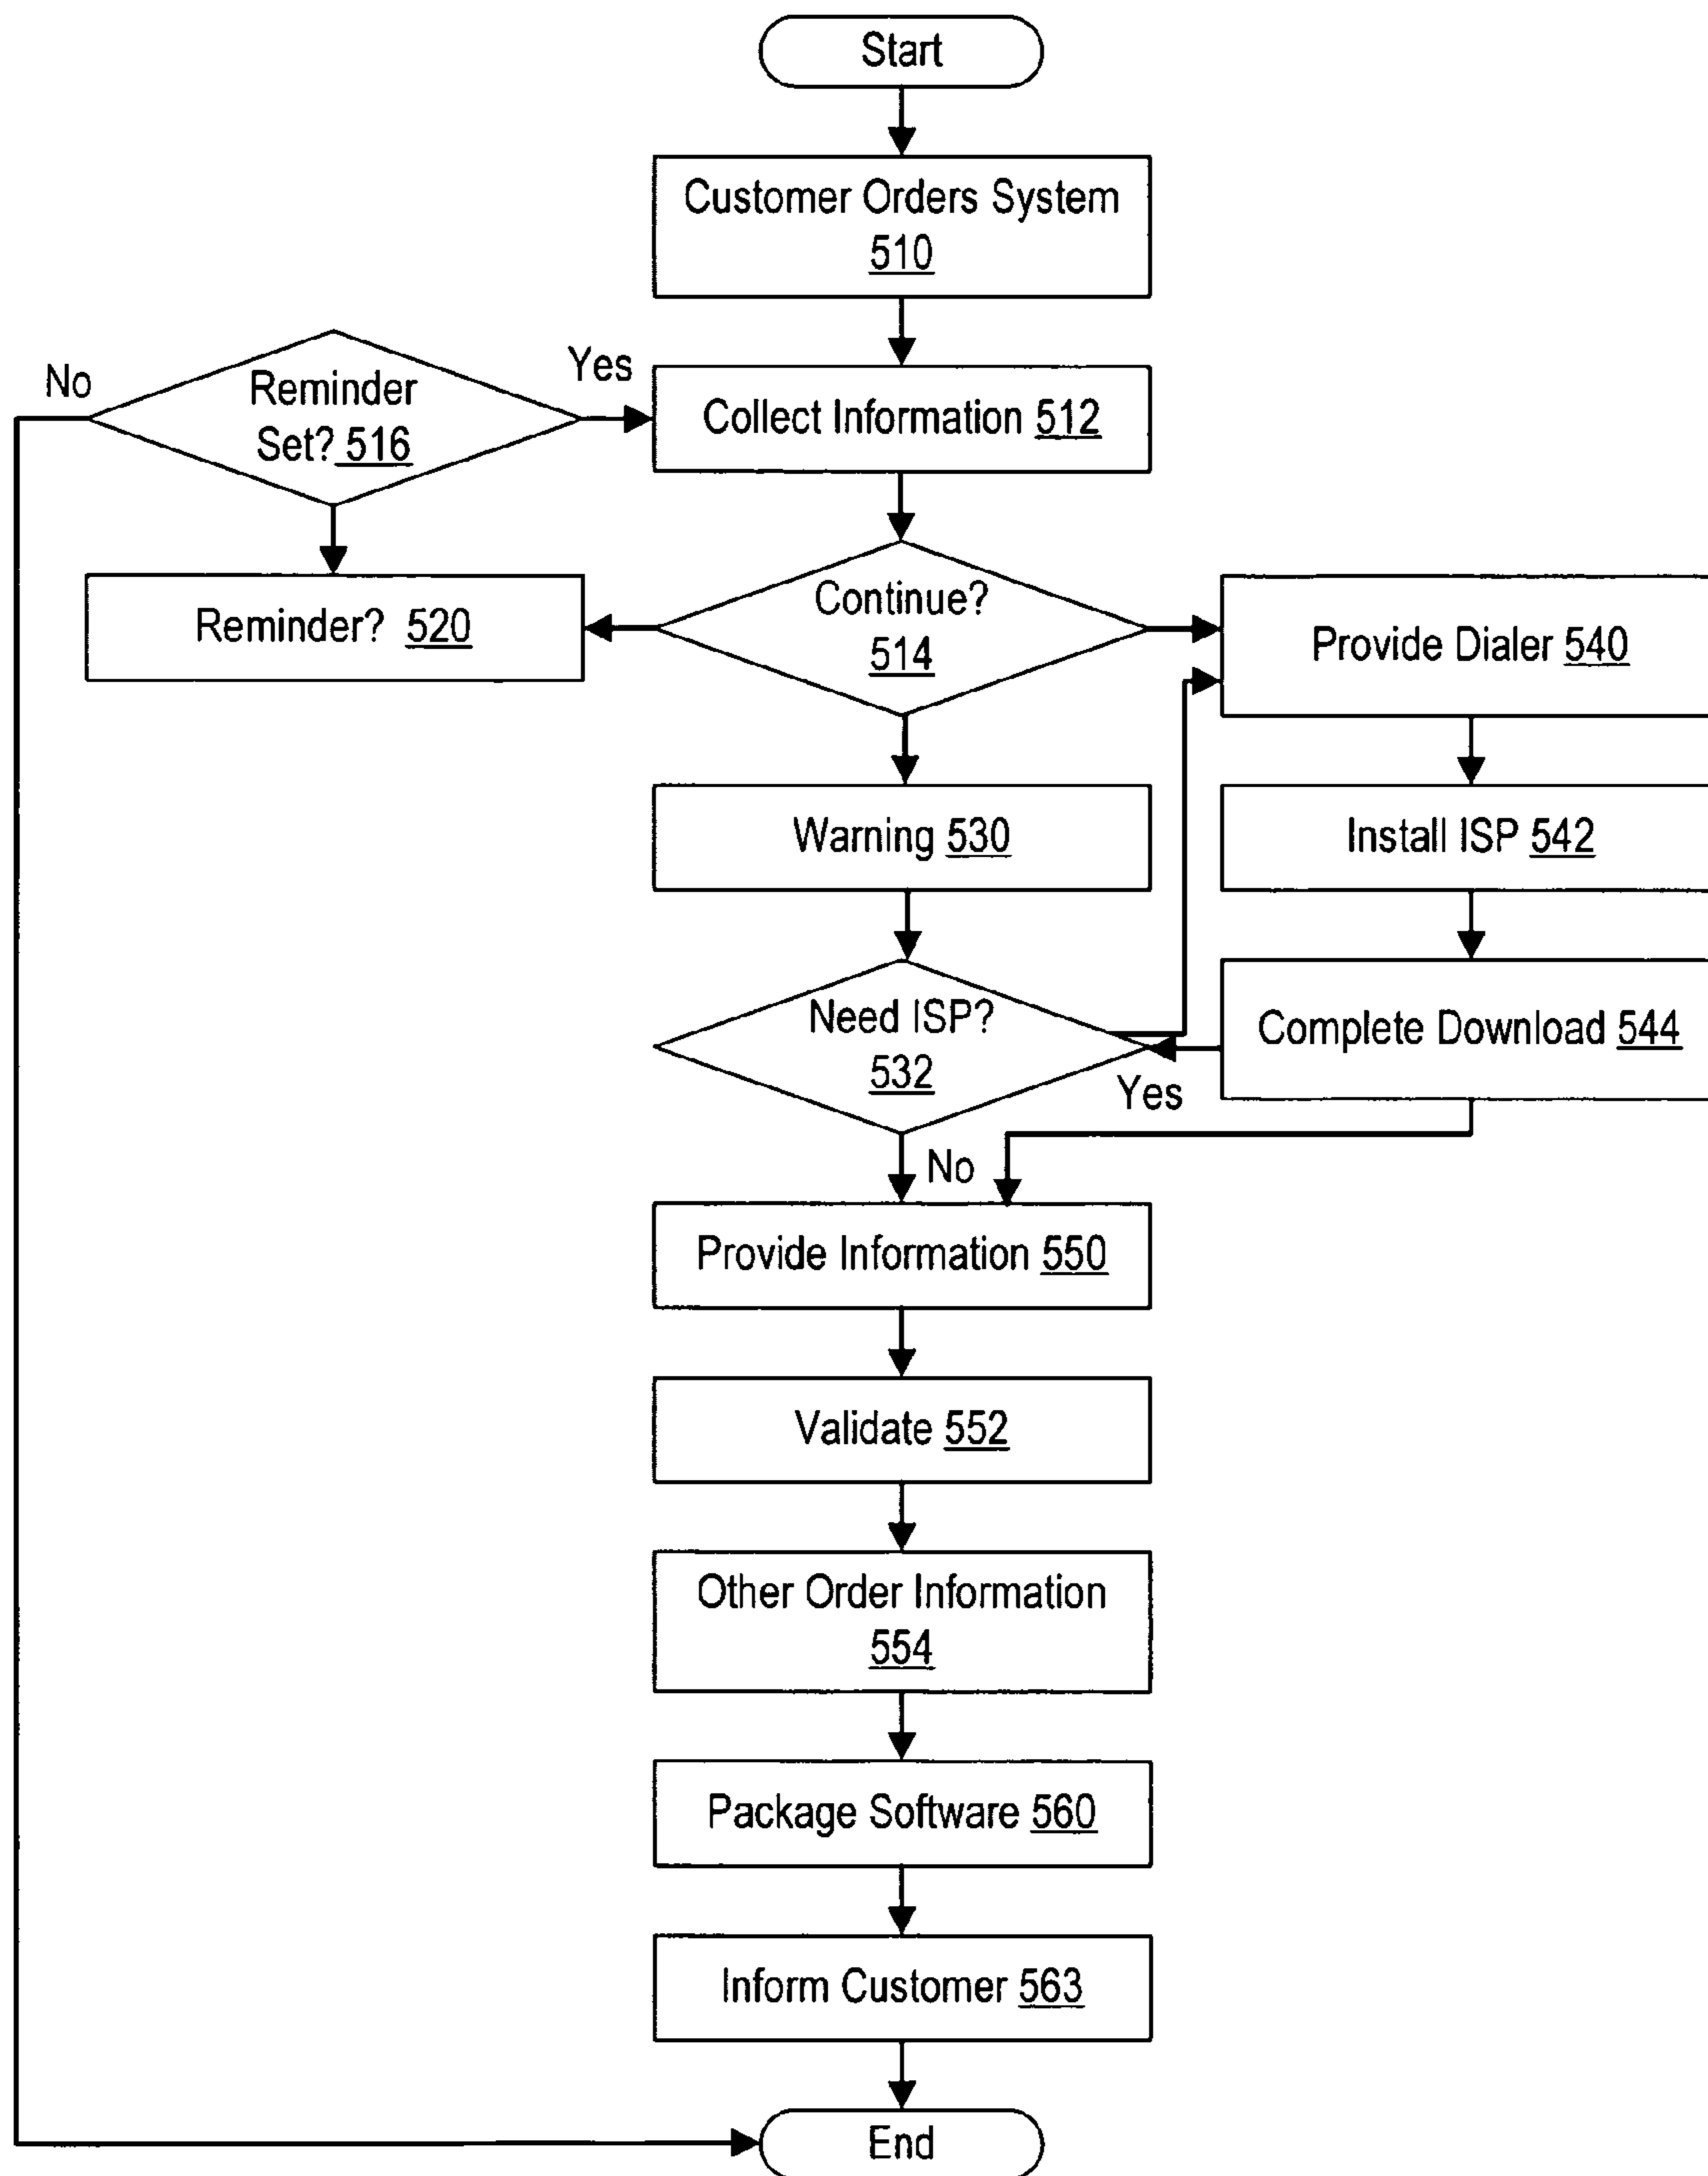 Start
Customer Orders System
510
No
Reminder
Set? 516
Yes
Collect Information 512
Reminder? 520
Continue?
514
Provide Dialer 540
Warning 530
Install ISP 542
Need ISP?
532
Complete Download 544
Yes
No
Provide Information 550
Validate 552
Other Order Information
554
Package Software 560
Inform Customer 563
End